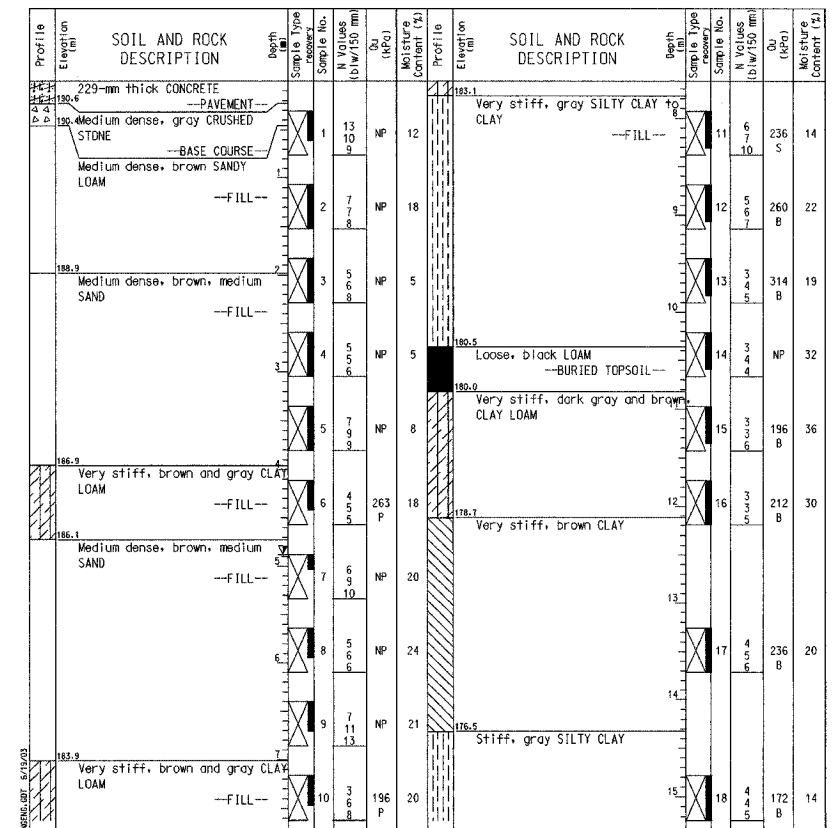 Profile
Elevation (m)
SOIL AND ROCK DESCRIPTION
Depth (m)
Sample Type
recovery
Sample No.
N Values (blw/150 mm)
Qu (kPa)
Moisture Content (%)
229-mm thick CONCRETE
190.6
--PAVEMENT--
190.4 Medium dense, gray CRUSHED
STONE
--BASE COURSE--
Medium dense, brown SANDY
LOAM
--FILL--
188.9
Medium dense, brown, medium
SAND
--FILL--
186.9
Very stiff, brown and gray CLAY
LOAM
--FILL--
186.1
Medium dense, brown, medium
SAND
--FILL--
183.9
Very stiff, brown and gray CLAY
LOAM
--FILL--
1
2
3
4
5
6
7
1 13 10 9 NP 12
2 7 7 8 NP 18
3 5 6 8 NP 5
4 5 5 6 NP 5
5 7 9 9 NP 8
6 4 5 5 263 P 18
7 6 9 10 NP 20
8 5 6 6 NP 24
9 7 11 13 NP 21
10 3 6 8 196 P 20
Profile
Elevation (m)
SOIL AND ROCK DESCRIPTION
Depth (m)
Sample Type
recovery
Sample No.
N Values (blw/150 mm)
Qu (kPa)
Moisture Content (%)
183.1
Very stiff, gray SILTY CLAY to
CLAY
--FILL--
180.5
Loose, black LOAM
--BURIED TOPSOIL--
180.0
Very stiff, dark gray and brown,
CLAY LOAM
178.7
Very stiff, brown CLAY
176.5
Stiff, gray SILTY CLAY
8
9
10
11
12
13
14
15
11 6 7 10 236 S 14
12 5 6 7 260 B 22
13 3 4 5 314 B 19
14 3 4 4 NP 32
15 3 3 6 196 B 36
16 3 3 5 212 B 30
17 4 5 6 236 B 20
18 4 4 5 172 B 14
6/19/03